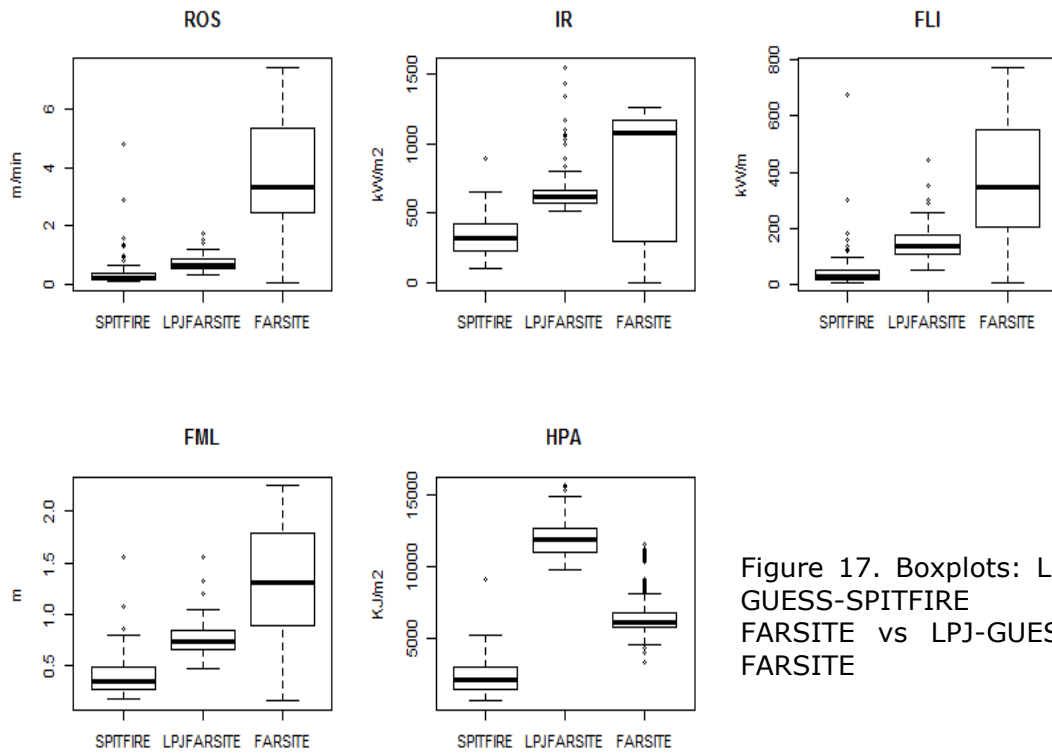 ROS
IR
FLI
m/min
0 2 4 6
kW/m2
0 500 1000 1500
kW/m
0 200 400 600 800
SPITFIRE LPJFARSITE FARSITE
SPITFIRE LPJFARSITE FARSITE
SPITFIRE LPJFARSITE FARSITE
FML
HPA
m
0.5 1.0 1.5 2.0
KJ/m2
5000 10000 15000
SPITFIRE LPJFARSITE FARSITE
SPITFIRE LPJFARSITE FARSITE
Figure 17. Boxplots: L
GUESS-SPITFIRE
FARSITE vs LPJ-GUES
FARSITE